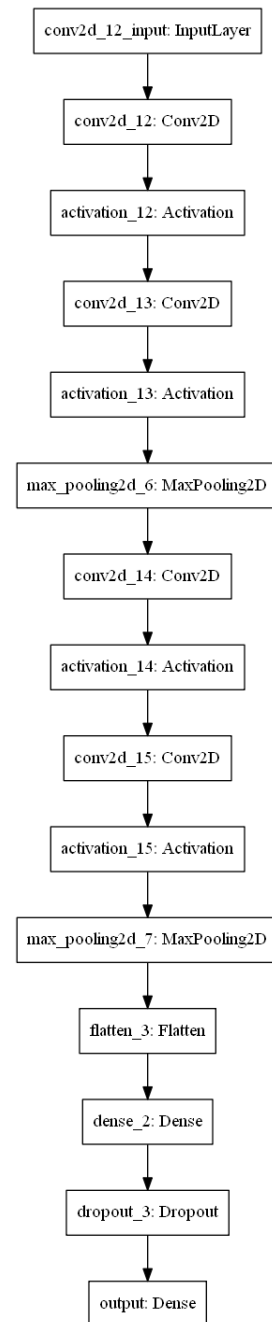 conv2d_12_input: InputLayer
conv2d_12: Conv2D
activation_12: Activation
conv2d_13: Conv2D
activation_13: Activation
max_pooling2d_6: MaxPooling2D
conv2d_14: Conv2D
activation_14: Activation
conv2d_15: Conv2D
activation_15: Activation
max_pooling2d_7: MaxPooling2D
flatten_3: Flatten
dense_2: Dense
dropout_3: Dropout
output: Dense